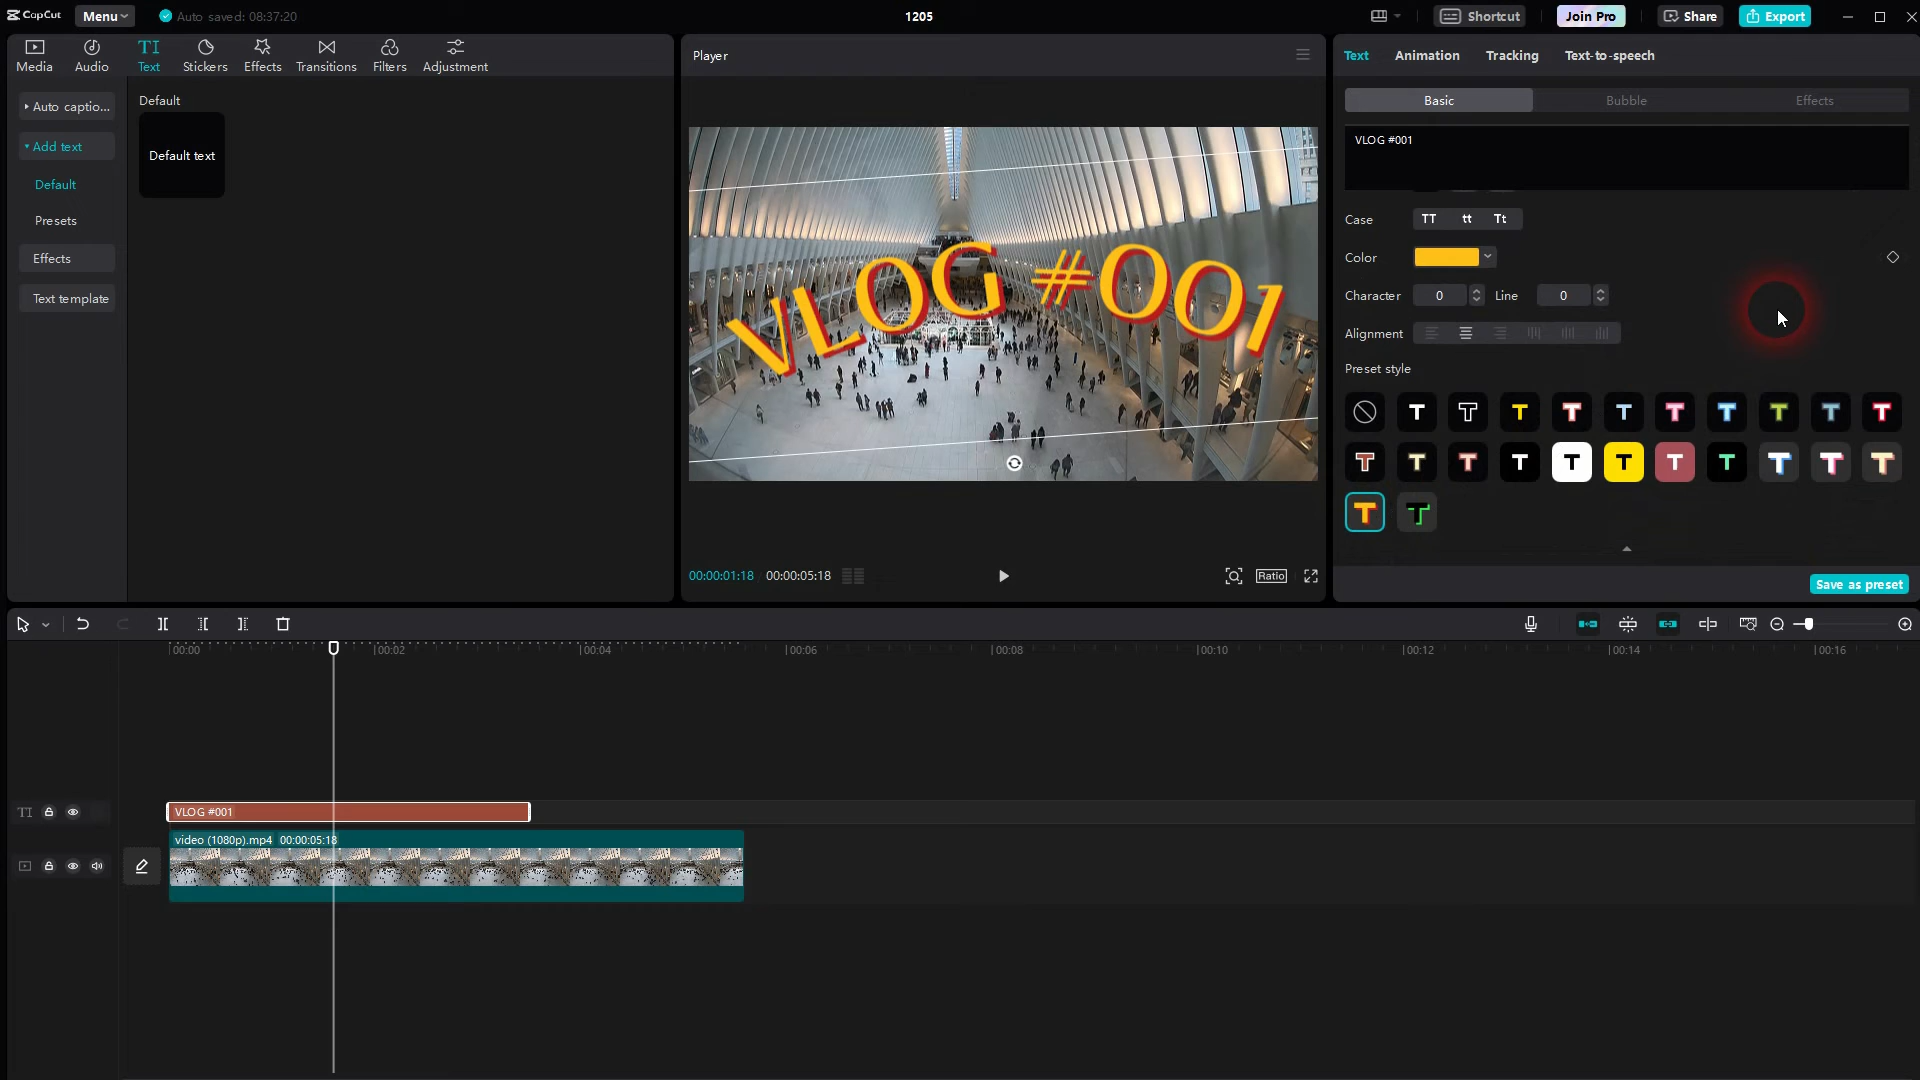 CapCut
Menu
Auto saved: 08:37:20
1205
Shortcut
Join Pro
Share
Export
Media
Audio
TI
Text
Stickers
Effects
Transitions
Filters
Adjustment
Auto captio...
Add text
Default
Presets
Effects
Text template
Default
Default text
Player
VLOG #001
00:00:01:18 / 00:00:05:18
Ratio
Text
Animation
Tracking
Text-to-speech
Basic
Bubble
Effects
VLOG #001
Case
TT tt Tt
Color
Character 0 Line 0
Alignment
Preset style
T T T T T T T T T T
T T T T T T T T T T T
T T
Save as preset
00:00 00:02 00:04 00:06 00:08 00:10 00:12 00:14 00:16
TI
VLOG #001
video (1080p).mp4 00:00:05:18